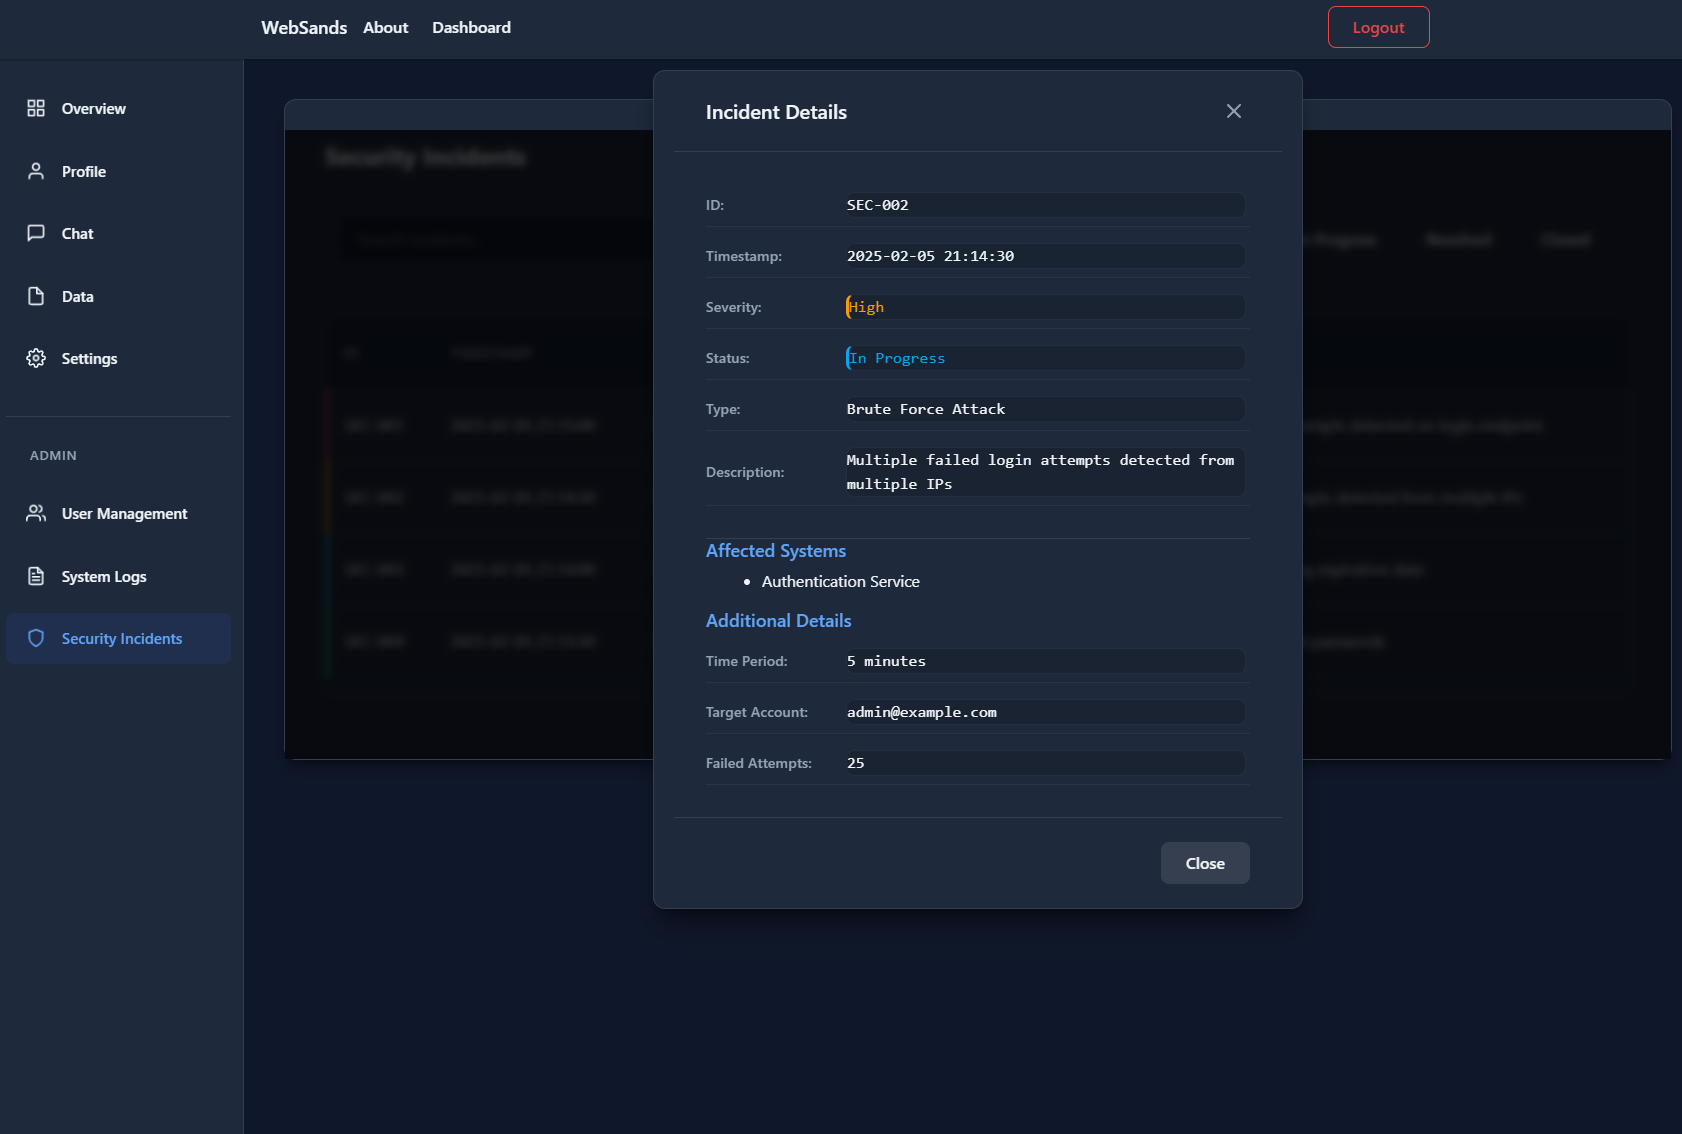 WebSands About Dashboard
Logout
Overview
Profile
Chat
Data
Settings
ADMIN
User Management
System Logs
Security Incidents
Security Incidents
Incident Details
ID: SEC-002
Timestamp: 2025-02-05 21:14:30
Severity: High
Status: In Progress
Type: Brute Force Attack
Description: Multiple failed login attempts detected from
multiple IPs
Affected Systems
• Authentication Service
Additional Details
Time Period: 5 minutes
Target Account: admin@example.com
Failed Attempts: 25
Close